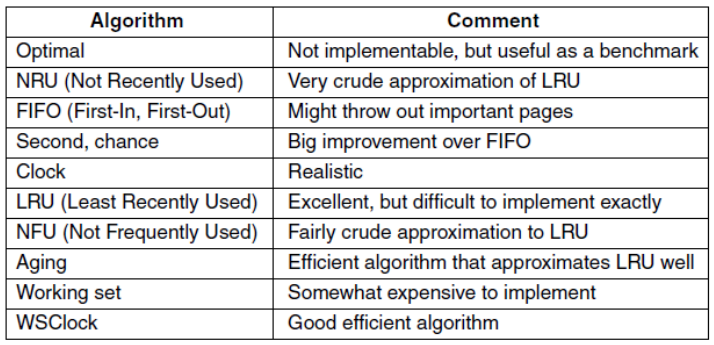 Algorithm Comment
Optimal Not implementable, but useful as a benchmark
NRU (Not Recently Used) Very crude approximation of LRU
FIFO (First-In, First-Out) Might throw out important pages
Second, chance Big improvement over FIFO
Clock Realistic
LRU (Least Recently Used) Excellent, but difficult to implement exactly
NFU (Not Frequently Used) Fairly crude approximation to LRU
Aging Efficient algorithm that approximates LRU well
Working set Somewhat expensive to implement
WSClock Good efficient algorithm